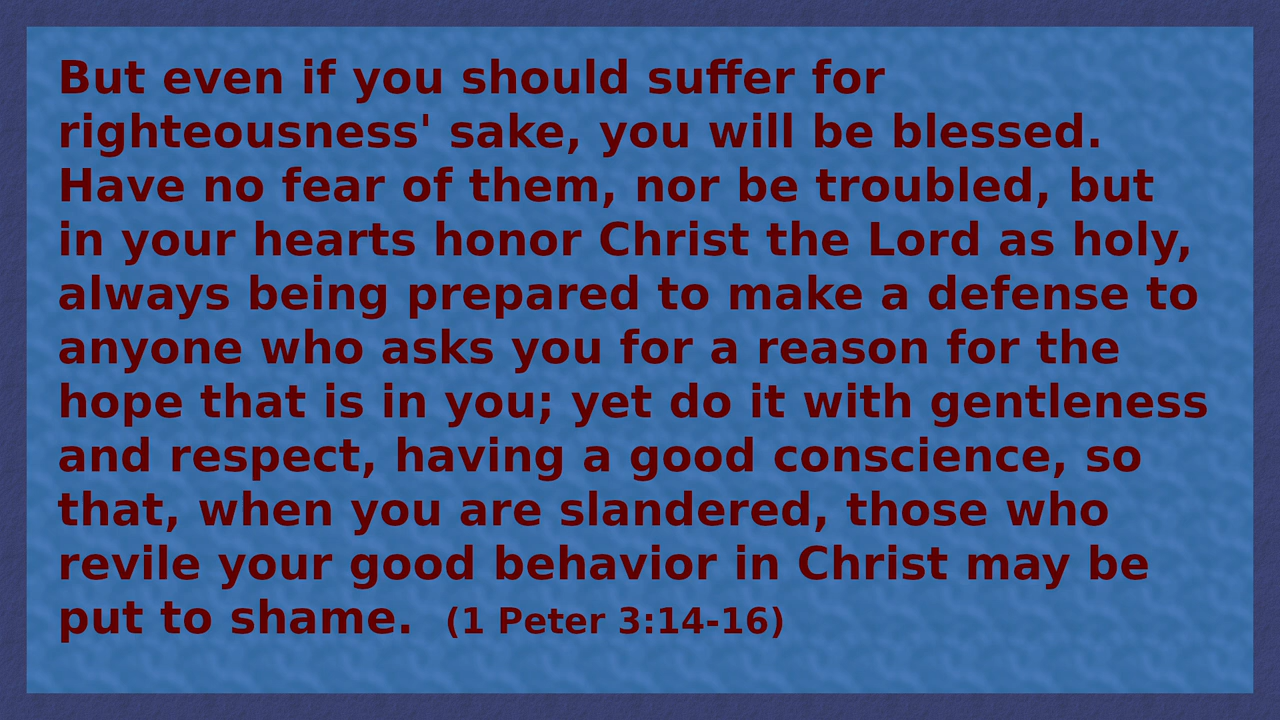 But even if you should suffer for
righteousness' sake, you will be blessed.
Have no fear of them, nor be troubled, but
in your hearts honor Christ the Lord as holy,
always being prepared to make a defense to
anyone who asks you for a reason for the
hope that is in you; yet do it with gentleness
and respect, having a good conscience, so
that, when you are slandered, those who
revile your good behavior in Christ may be
put to shame. (1 Peter 3:14-16)